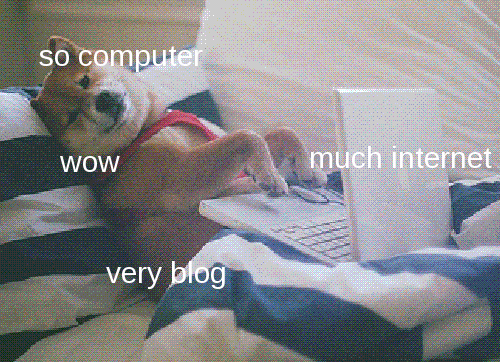 so computer
wow
much internet
very blog